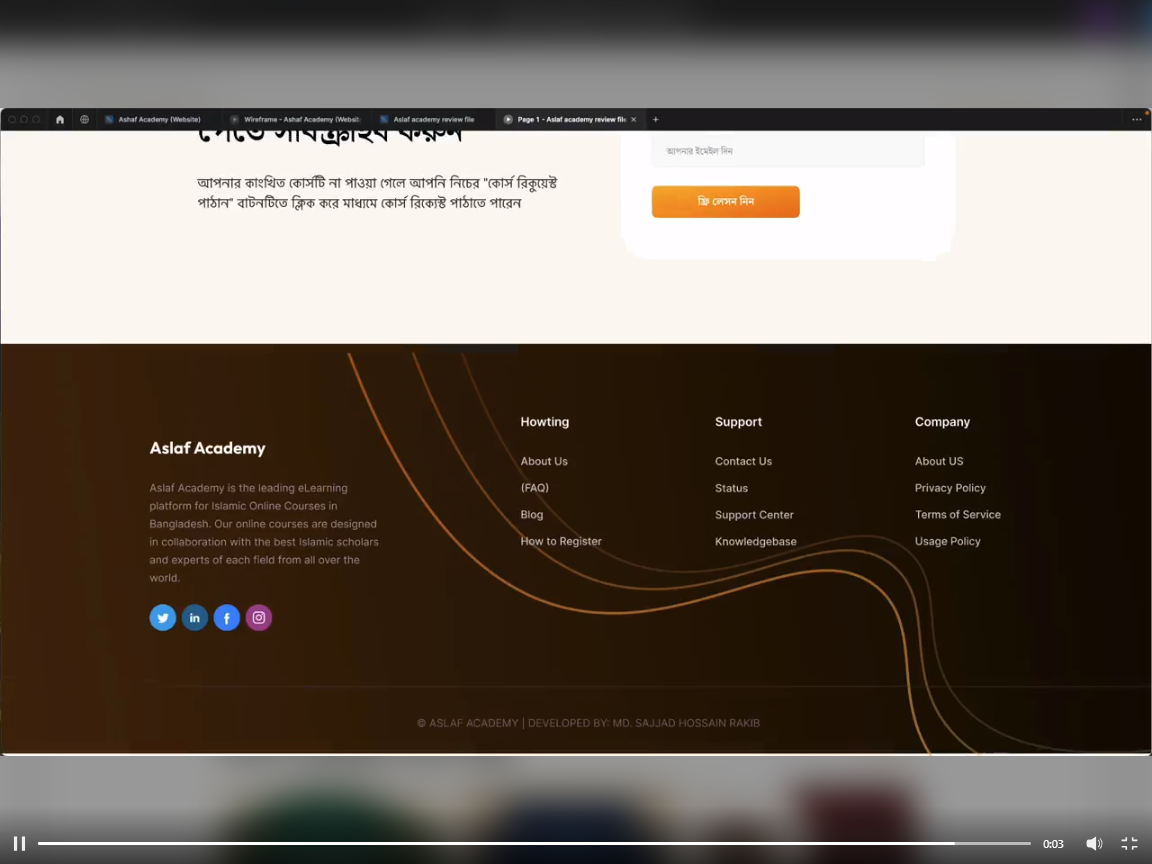 Ashaf Academy (Website)
Wireframe - Ashaf Academy (Websit
Aslaf academy review file
Page 1 - Aslaf academy review file
পেতে সাবস্ক্রাইব করুন
আপনার ইমেইল দিন
আপনার কাংখিত কোর্সটি না পাওয়া গেলে আপনি নিচের "কোর্স রিকুয়েস্ট
পাঠান" বাটনটিতে ক্লিক করে মাধ্যমে কোর্স রিকোস্ট পাঠাতে পারেন
ফ্রি লেসন নিন
Aslaf Academy
Aslaf Academy is the leading eLearning
platform for Islamic Online Courses in
Bangladesh. Our online courses are designed
in collaboration with the best Islamic scholars
and experts of each field from all over the
world.
Howting
About Us
(FAQ)
Blog
How to Register
Support
Contact Us
Status
Support Center
Knowledgebase
Company
About US
Privacy Policy
Terms of Service
Usage Policy
© ASLAF ACADEMY | DEVELOPED BY: MD. SAJJAD HOSSAIN RAKIB
0:03